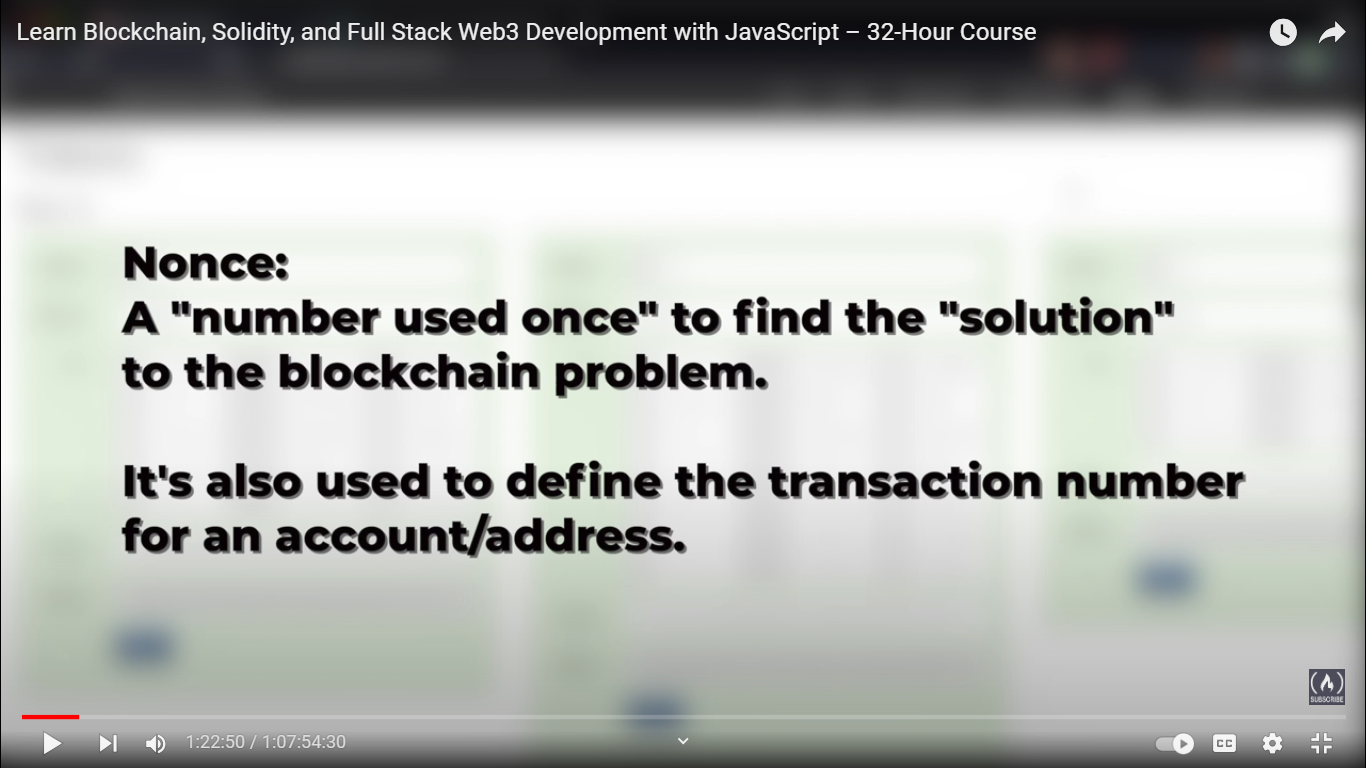 Learn Blockchain, Solidity, and Full Stack Web3 Development with JavaScript – 32-Hour Course
Nonce:
A "number used once" to find the "solution"
to the blockchain problem.
It's also used to define the transaction number
for an account/address.
SUBSCRIBE
1:22:50 / 1:07:54:30
CC